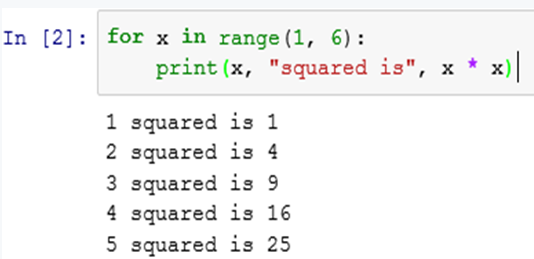 In [2]: for x in range(1, 6):
print(x, "squared is", x * x)
1 squared is 1
2 squared is 4
3 squared is 9
4 squared is 16
5 squared is 25